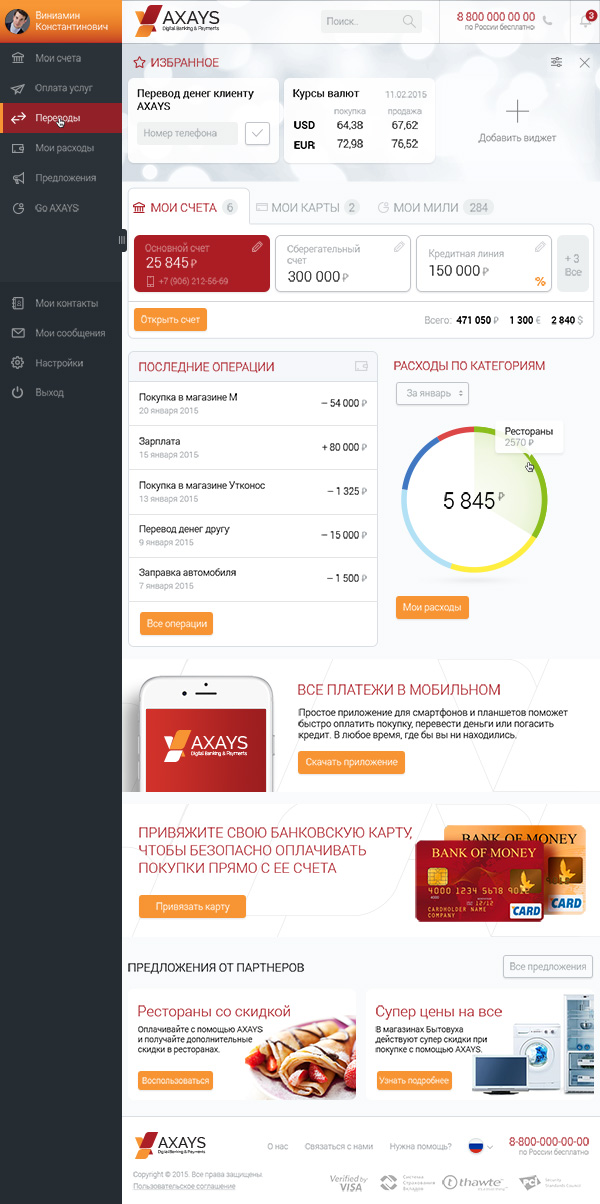 Виниамин
Константинович
Мои счета
Оплата услуг
Переводы
Мои расходы
Предложения
Go AXAYS
Мои контакты
Мои сообщения
Настройки
Выход
AXAYS
Digital Banking & Payments
Поиск..
8 800 000 00 00
по России бесплатно
3
ИЗБРАННОЕ
Перевод денег клиенту
AXAYS
Номер телефона
Курсы валют 11.02.2015
покупка продажа
USD 64,38 67,62
EUR 72,98 76,52
Добавить виджет
МОИ СЧЕТА 6
МОИ КАРТЫ 2
МОИ МИЛИ 284
Основной счет
25 845 ₽
+7 (906) 212-56-69
Сберегательный
счет
300 000 ₽
Кредитная линия
150 000 ₽
%
+ 3
Все
Открыть счет
Всего: 471 050 ₽ 1 300 € 2 840 $
ПОСЛЕДНИЕ ОПЕРАЦИИ
Покупка в магазине М
20 января 2015
– 54 000 ₽
Зарплата
15 января 2015
+ 80 000 ₽
Покупка в магазине Утконос
13 января 2015
– 1 325 ₽
Перевод денег другу
9 января 2015
– 15 000 ₽
Заправка автомобиля
7 января 2015
– 1 500 ₽
Все операции
РАСХОДЫ ПО КАТЕГОРИЯМ
За январь
Рестораны
2570 ₽
5 845 ₽
Мои расходы
AXAYS
Digital Banking & Payments
ВСЕ ПЛАТЕЖИ В МОБИЛЬНОМ
Простое приложение для смартфонов и планшетов поможет
быстро оплатить покупку, перевести деньги или погасить
кредит. В любое время, где бы вы ни находились.
Скачать приложение
ПРИВЯЖИТЕ СВОЮ БАНКОВСКУЮ КАРТУ,
ЧТОБЫ БЕЗОПАСНО ОПЛАЧИВАТЬ
ПОКУПКИ ПРЯМО С ЕЕ СЧЕТА
Привязать карту
BANK OF MONEY
BANK OF MONEY
4000 1234 5678 9012
12/12
CARDHOLDER NAME
COMPANY
CARD
CARD
ПРЕДЛОЖЕНИЯ ОТ ПАРТНЕРОВ
Все предложения
Рестораны со скидкой
Оплачивайте с помощью AXAYS
и получайте дополнительные
скидки в ресторанах.
Воспользоваться
Супер цены на все
В магазинах Бытовуха
действуют супер скидки при
покупке с помощью AXAYS.
Узнать подробнее
AXAYS
Digital Banking & Payments
О нас
Связаться с нами
Нужна помощь?
8-800-000-00-00
по России бесплатно
Copyright © 2015. Все права защищены.
Пользовательское соглашение
Verified by
VISA
Система
Страхования
Вкладов
thawte
PCI
Security
Standards Council